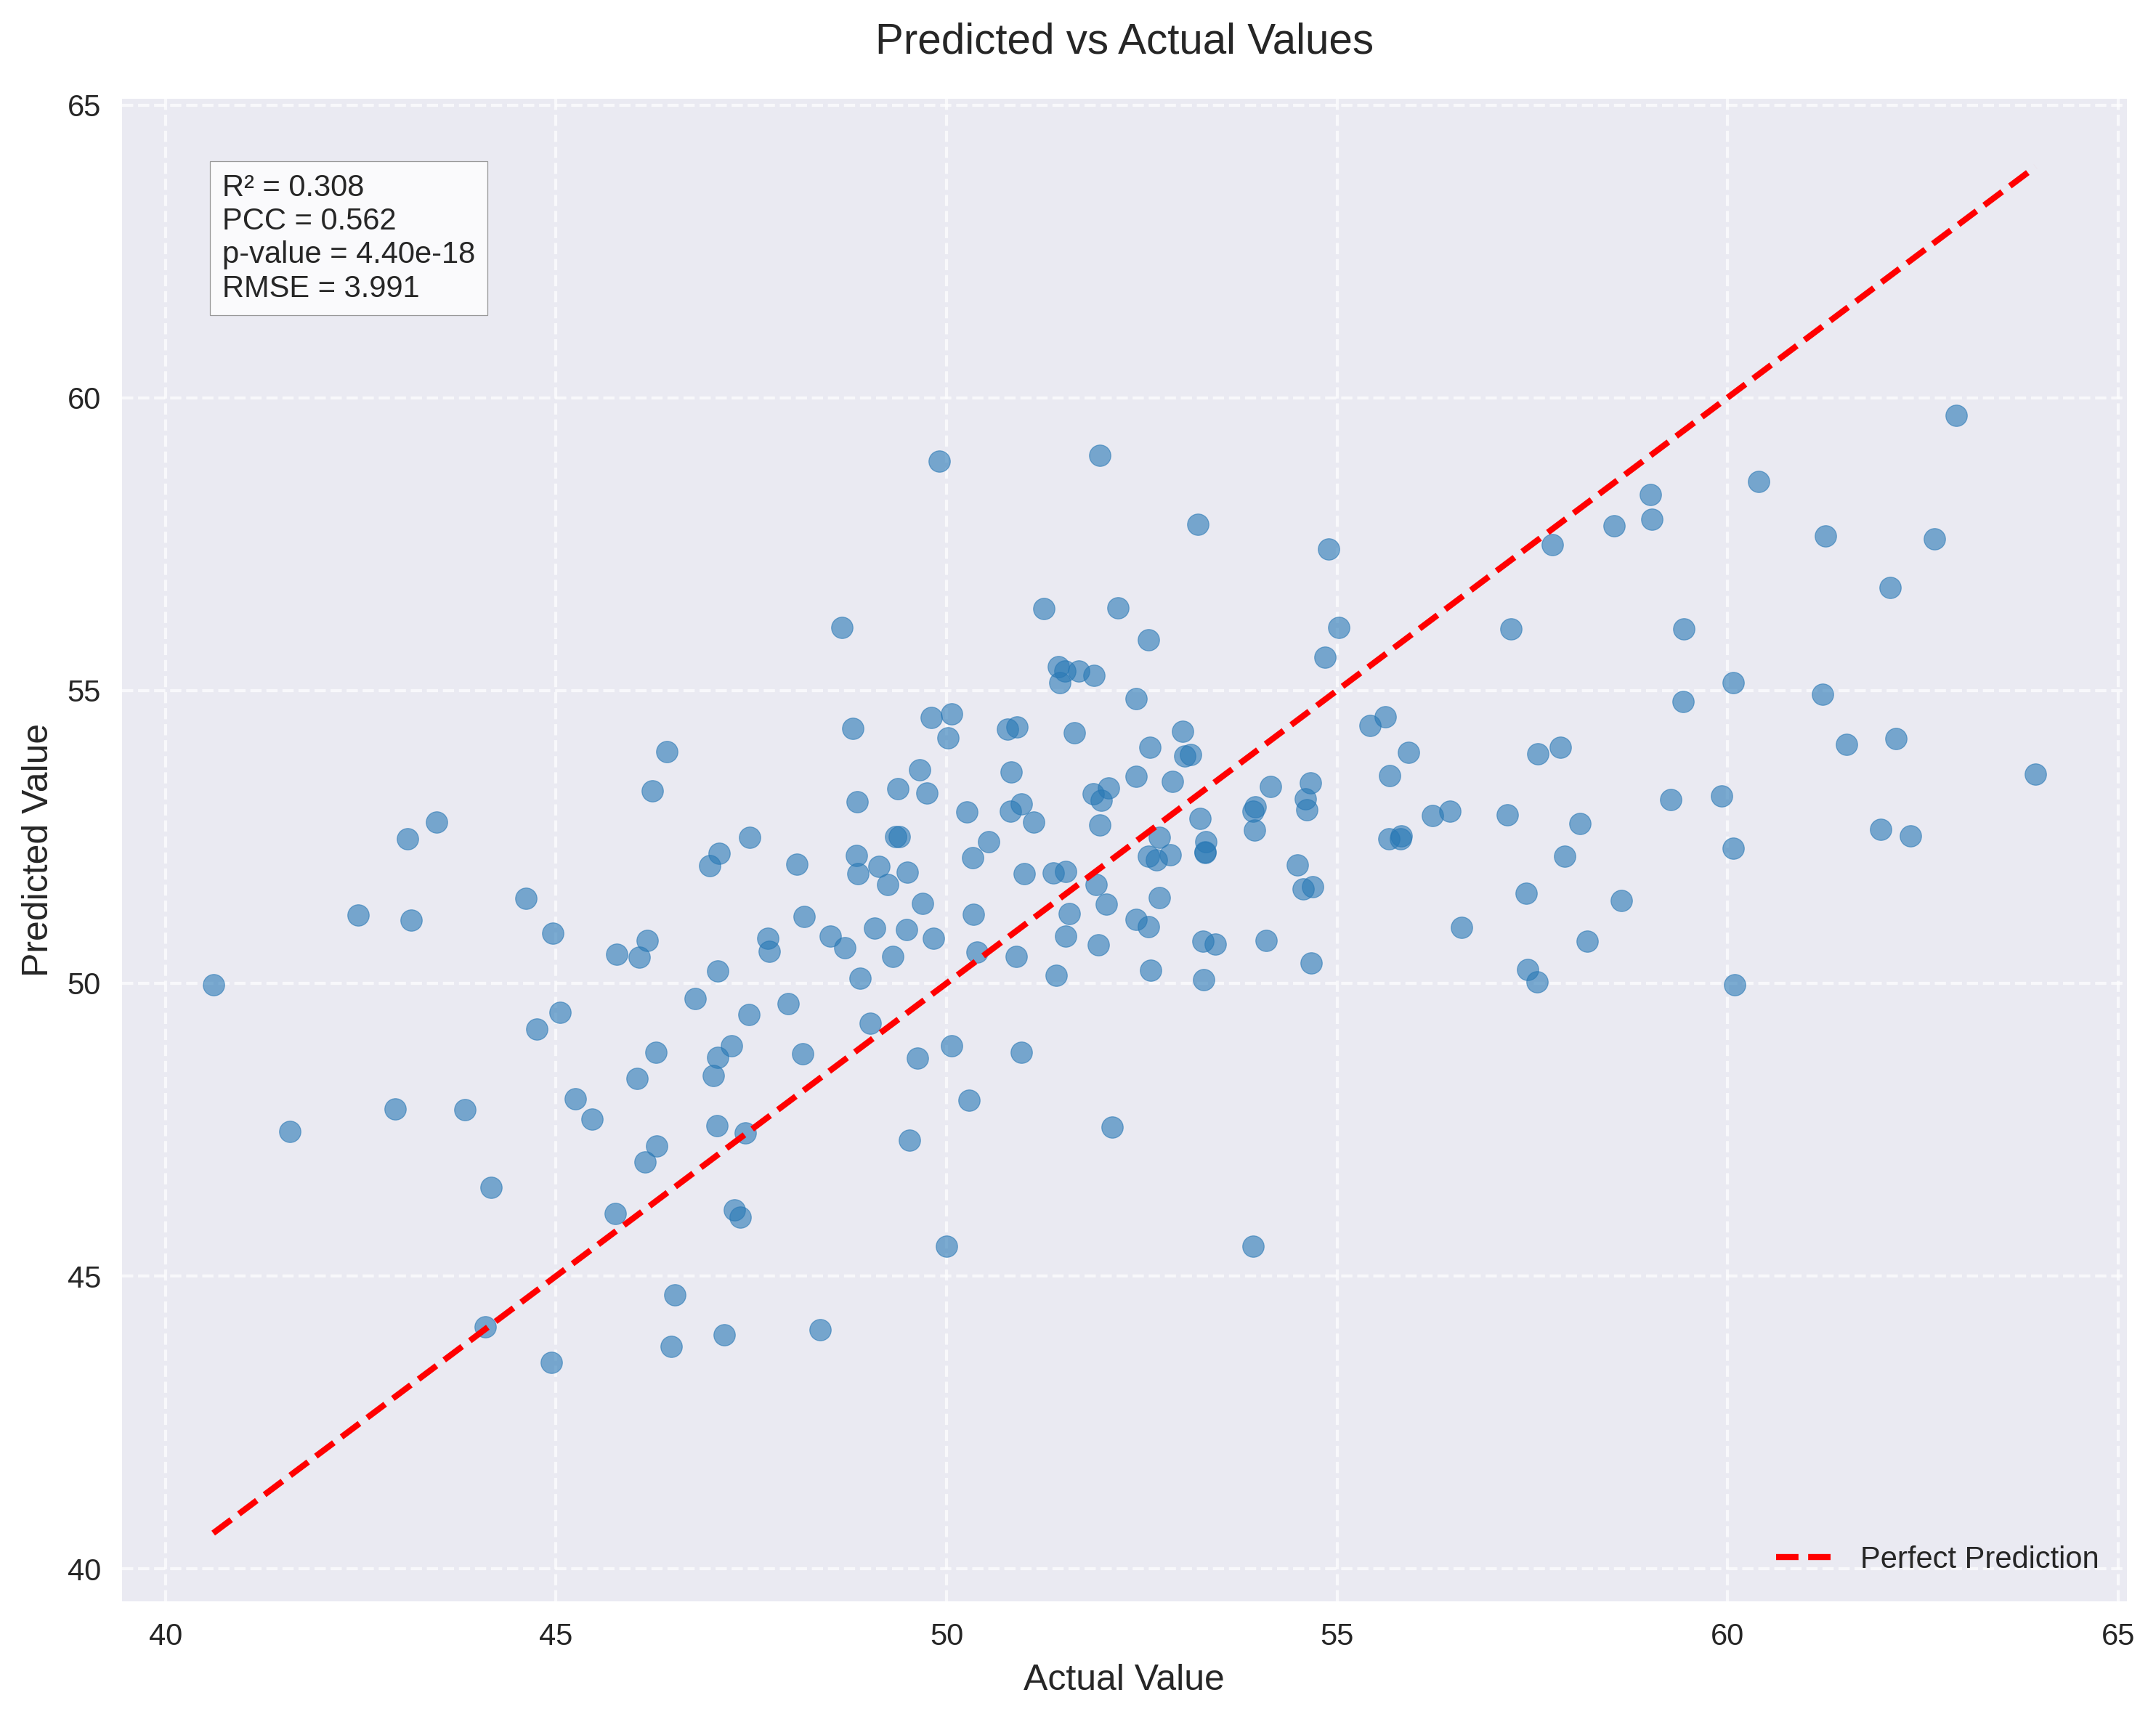 Predicted vs Actual Values
65
60
55
50
45
40
Predicted Value
R² = 0.308
PCC = 0.562
p-value = 4.40e-18
RMSE = 3.991
Perfect Prediction
40 45 50 55 60 65
Actual Value